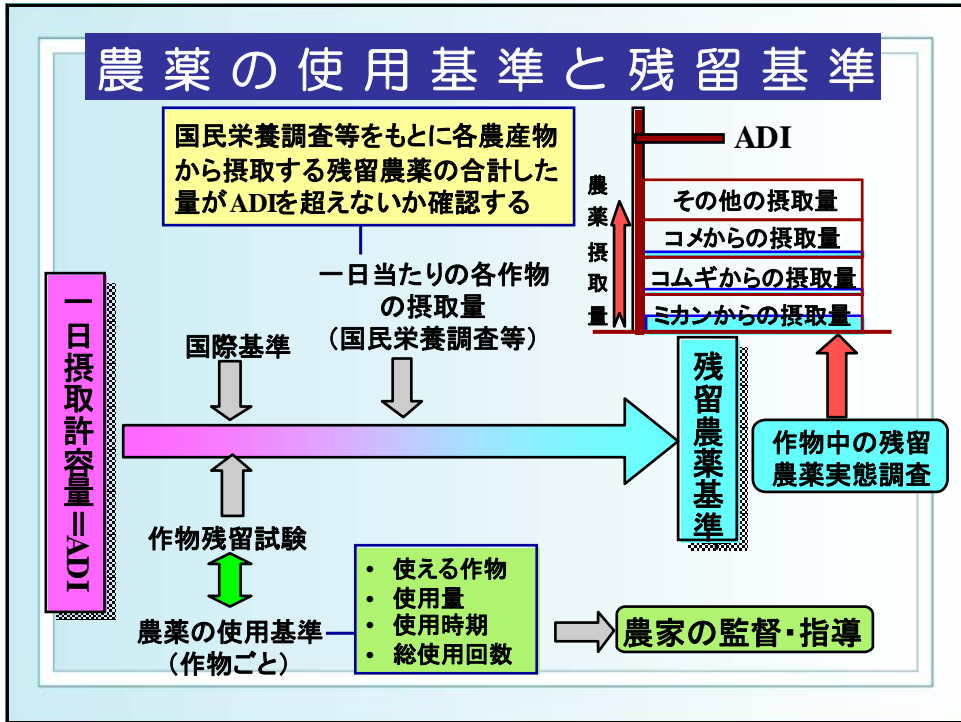 農薬の使用基準と残留基準
国民栄養調査等をもとに各農産物
から摂取する残留農薬の合計した
量がADIを超えないか確認する
ADI
農薬摂取量
その他の摂取量
コメからの摂取量
コムギからの摂取量
ミカンからの摂取量
一日当たりの各作物
の摂取量
（国民栄養調査等）
国際基準
一日摂取許容量＝ADI
残留農薬基準
作物中の残留
農薬実態調査
作物残留試験
農薬の使用基準
（作物ごと）
• 使える作物
• 使用量
• 使用時期
• 総使用回数
農家の監督・指導